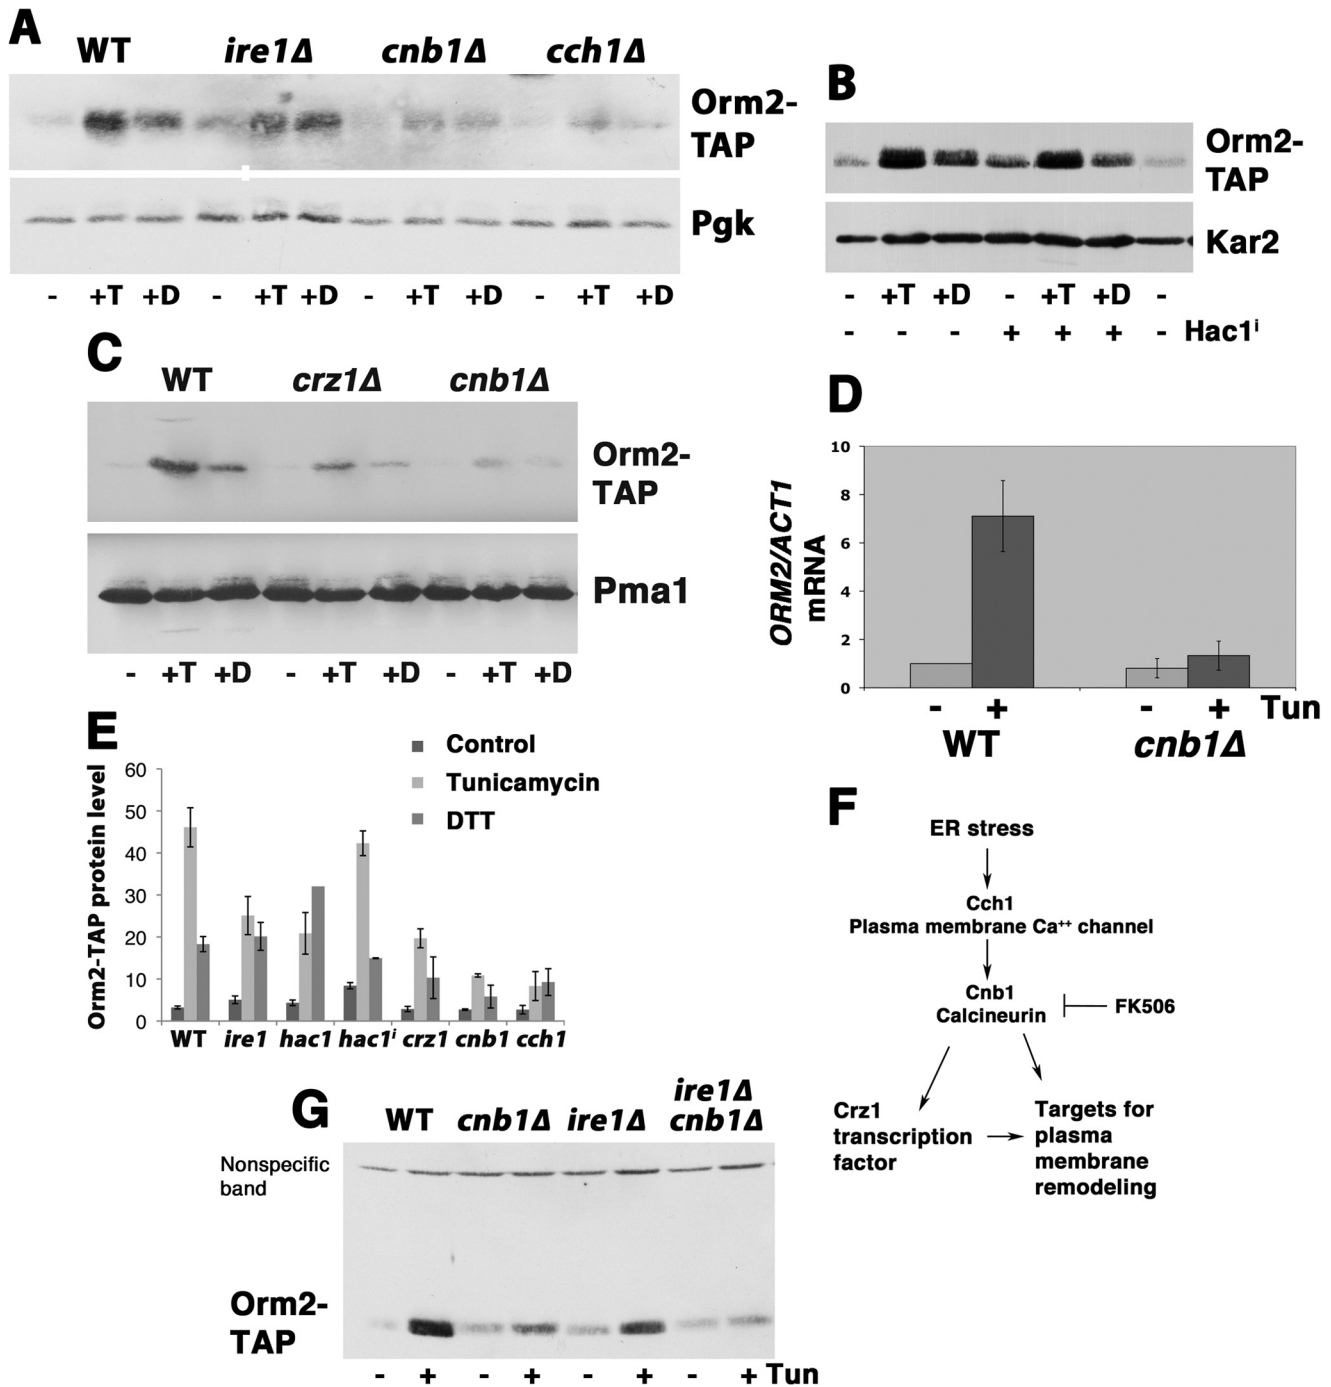 A
WT ire1Δ cnb1Δ cch1Δ
Orm2-
TAP
Pgk
- +T +D - +T +D - +T +D - +T +D
B
Orm2-
TAP
Kar2
- +T +D - +T +D -
- - - + + + - Hac1ⁱ
C
WT crz1Δ cnb1Δ
Orm2-
TAP
Pma1
- +T +D - +T +D - +T +D
D
ORM2/ACT1
mRNA
10
8
6
4
2
0
- + - + Tun
WT cnb1Δ
E
Orm2-TAP protein level
60
50
40
30
20
10
0
Control
Tunicamycin
DTT
WT ire1 hac1 hac1ⁱ crz1 cnb1 cch1
F
ER stress
Cch1
Plasma membrane Ca⁺⁺ channel
Cnb1
Calcineurin
FK506
Crz1
transcription
factor
Targets for
plasma
membrane
remodeling
G
WT cnb1Δ ire1Δ ire1Δ
cnb1Δ
Nonspecific
band
Orm2-
TAP
- + - + - + - + Tun